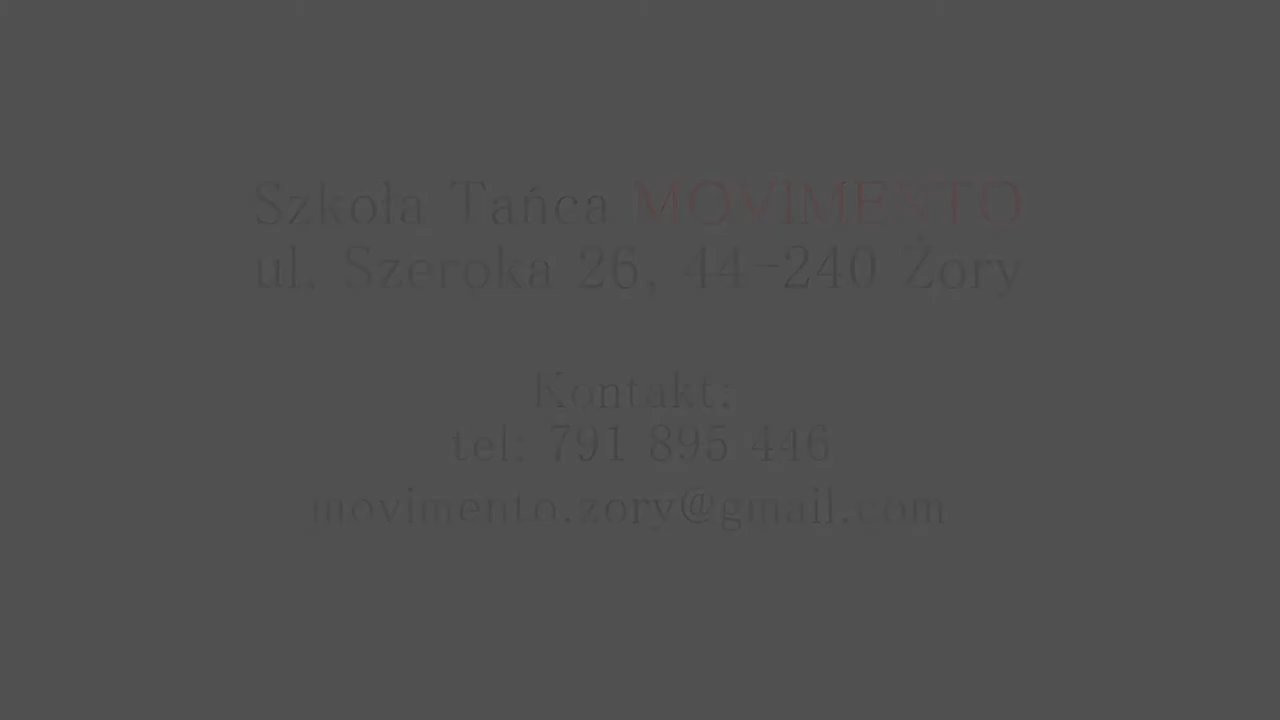 Szkoła Tańca MOVIMENTO
ul. Szeroka 26, 44-240 Żory
Kontakt:
tel: 791 895 446
movimento.zory@gmail.com